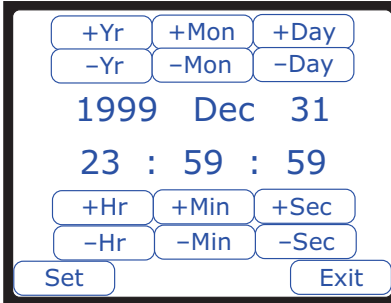 +Yr +Mon +Day
–Yr –Mon –Day
1999 Dec 31
23 : 59 : 59
+Hr +Min +Sec
–Hr –Min –Sec
Set Exit